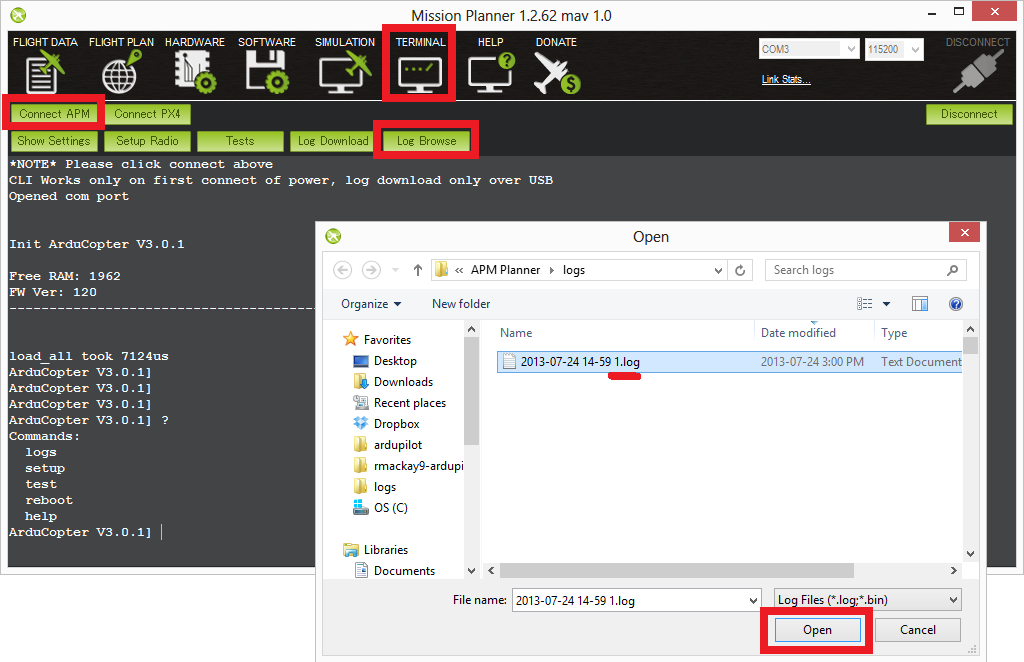 Mission Planner 1.2.62 mav 1.0
FLIGHT DATA FLIGHT PLAN HARDWARE SOFTWARE SIMULATION TERMINAL HELP DONATE
COM3 115200 DISCONNECT
Link Stats...
Connect APM Connect PX4 Disconnect
Show Settings Setup Radio Tests Log Download Log Browse
*NOTE* Please click connect above
CLI Works only on first connect of power, log download only over USB
Opened com port
Init ArduCopter V3.0.1
Free RAM: 1962
FW Ver: 120
load_all took 7124us
ArduCopter V3.0.1]
ArduCopter V3.0.1]
ArduCopter V3.0.1]
ArduCopter V3.0.1] ?
Commands:
logs
setup
test
reboot
help
ArduCopter V3.0.1]
Open
« APM Planner logs
Search logs
Organize New folder
Favorites
Desktop
Downloads
Recent places
Dropbox
ardupilot
rmackay9-ardupi
logs
OS (C)
Libraries
Documents
Name Date modified Type
2013-07-24 14-59 1.log 2013-07-24 3:00 PM Text Document
File name: 2013-07-24 14-59 1.log Log Files (*.log;*.bin)
Open Cancel